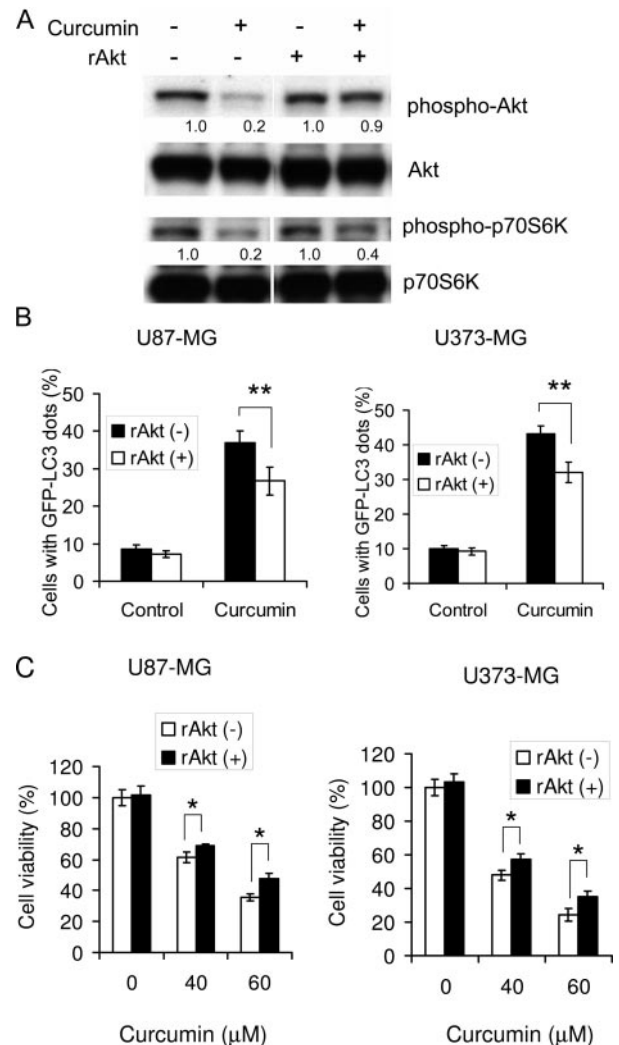 A
Curcumin - + - +
rAkt - - + +
phospho-Akt
1.0 0.2 1.0 0.9
Akt
phospho-p70S6K
1.0 0.2 1.0 0.4
p70S6K
B
U87-MG
Cells with GFP-LC3 dots (%)
50
40
30
20
10
0
rAkt (-)
rAkt (+)
**
Control Curcumin
U373-MG
Cells with GFP-LC3 dots (%)
50
40
30
20
10
0
rAkt (-)
rAkt (+)
**
Control Curcumin
C
U87-MG
rAkt (-)
rAkt (+)
Cell viability (%)
120
100
80
60
40
20
0
* *
0 40 60
Curcumin (μM)
U373-MG
rAkt (-)
rAkt (+)
Cell viability (%)
120
100
80
60
40
20
0
* *
0 40 60
Curcumin (μM)